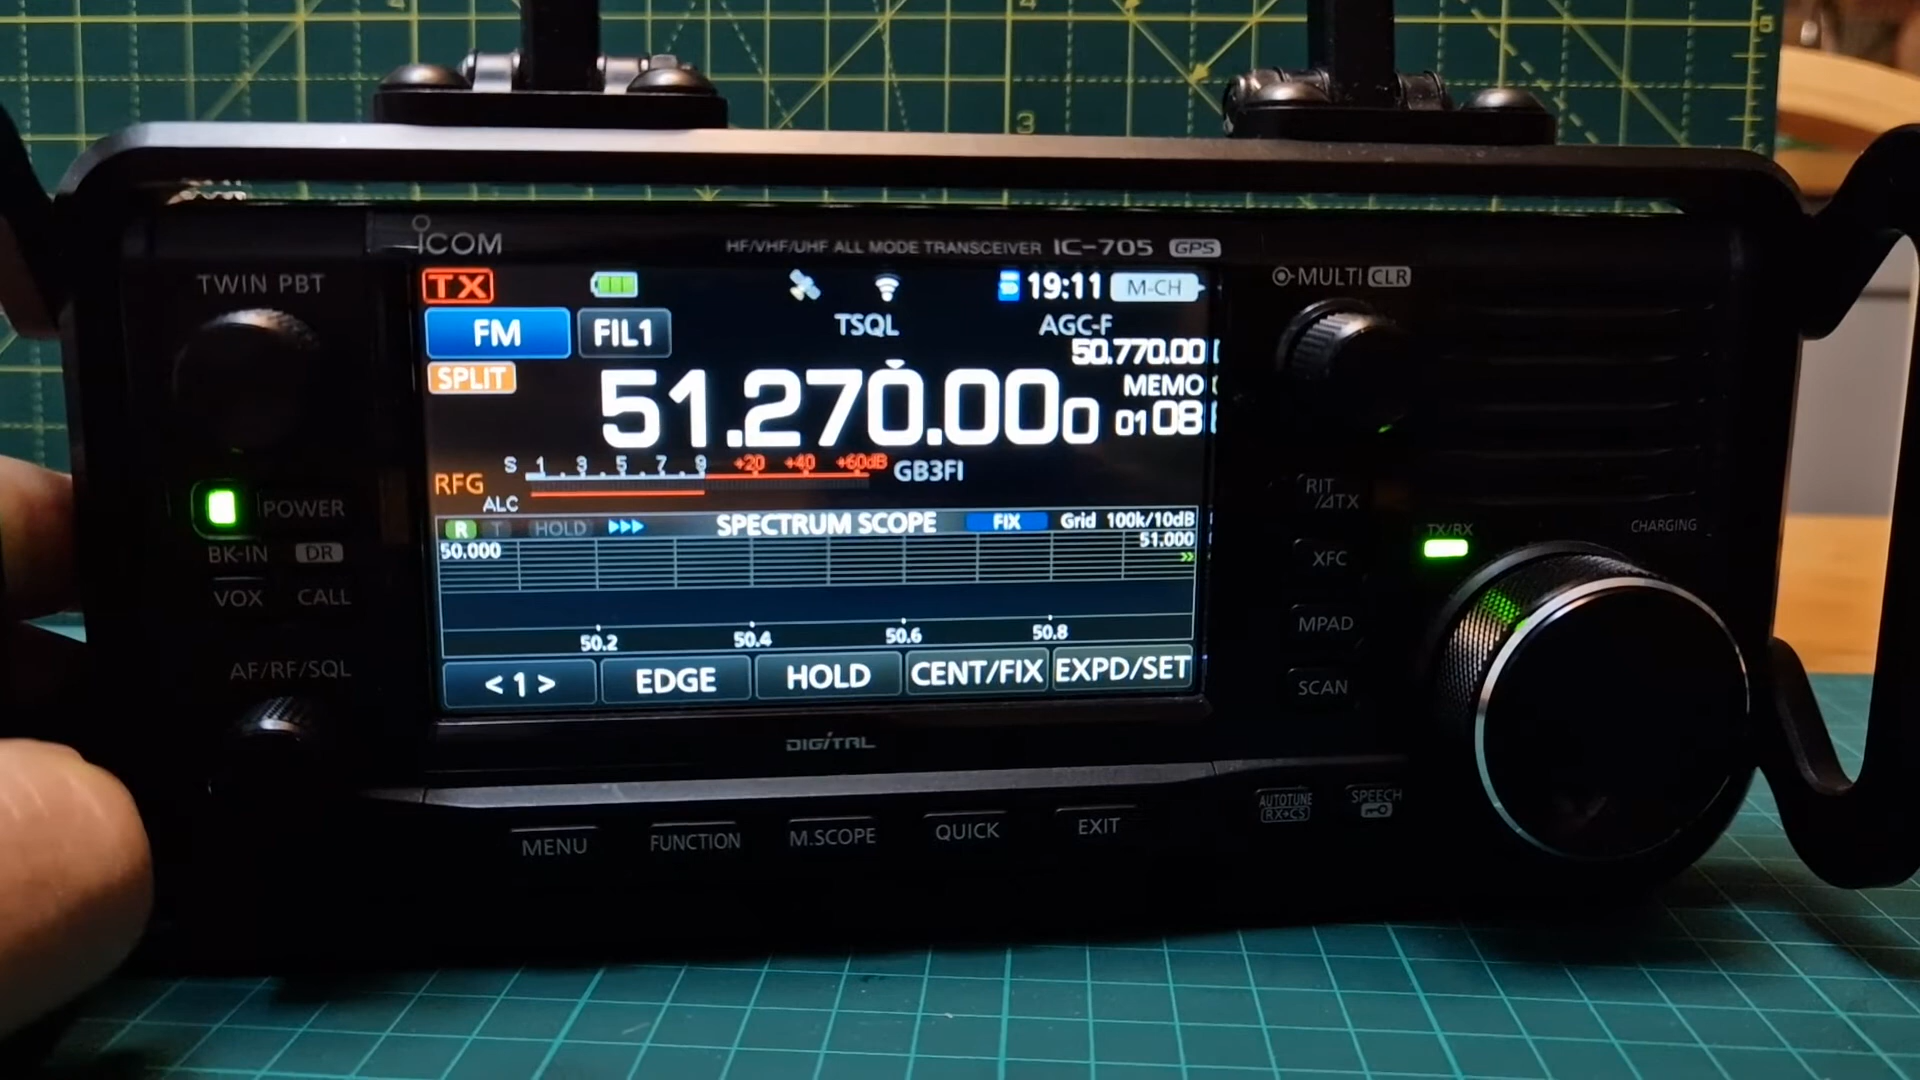 4
4
5
3
ICOM
HF/VHF/UHF ALL MODE TRANSCEIVER IC-705 GPS
TWIN PBT
MULTI CLR
TX
19:11 M-CH
FM FIL1 TSQL AGC-F
50.770.00
SPLIT
51.270.000
MEMO
01 08
S 1 . 3 . 5 . 7 . 9 +20 +40 +60dB GB3FI
RFG
ALC
R T HOLD SPECTRUM SCOPE FIX Grid 100k/10dB
50.000 51.000
50.2 50.4 50.6 50.8
< 1 > EDGE HOLD CENT/FIX EXPD/SET
POWER
BK-IN DR
VOX CALL
AF/RF/SQL
RIT
/⊿TX
TX/RX
CHARGING
XFC
MPAD
SCAN
DIGITAL
MENU FUNCTION M.SCOPE QUICK EXIT
AUTOTUNE
RX→CS
SPEECH